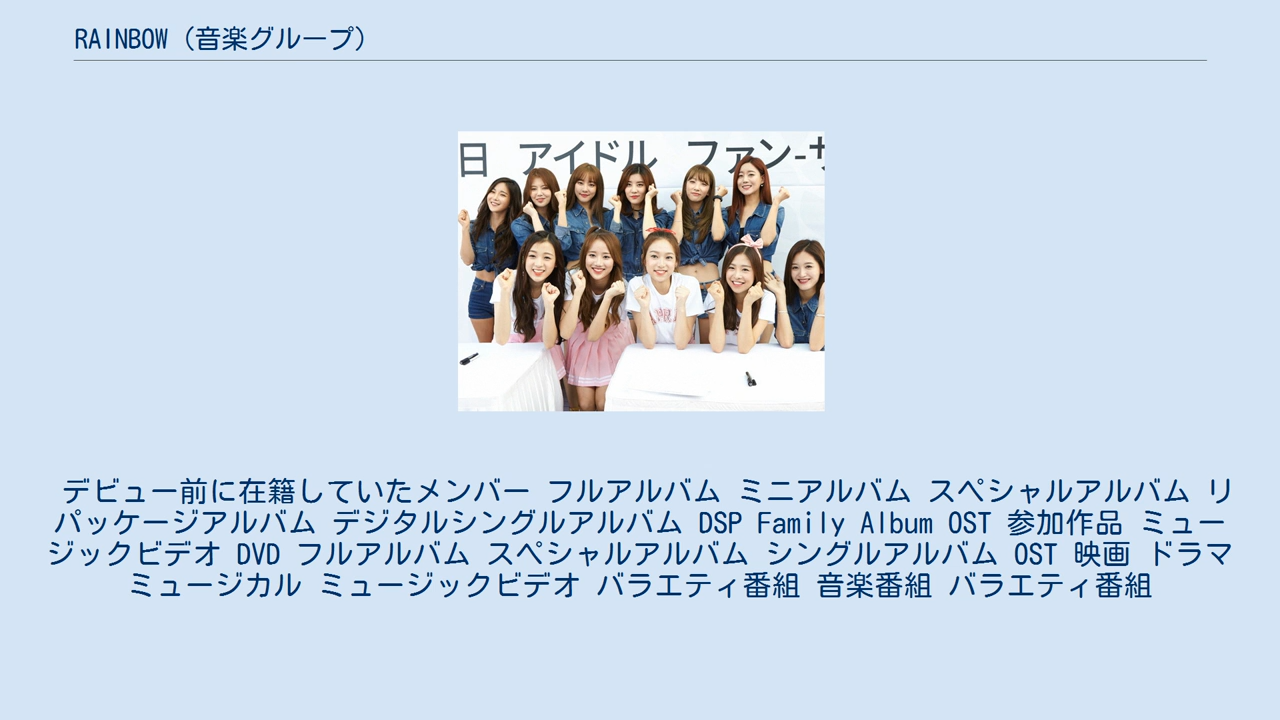 RAINBOW（音楽グループ）
日 アイドル ファン-サ
デビュー前に在籍していたメンバー フルアルバム ミニアルバム スペシャルアルバム リ
パッケージアルバム デジタルシングルアルバム DSP Family Album OST 参加作品 ミュー
ジックビデオ DVD フルアルバム スペシャルアルバム シングルアルバム OST 映画 ドラマ
ミュージカル ミュージックビデオ バラエティ番組 音楽番組 バラエティ番組